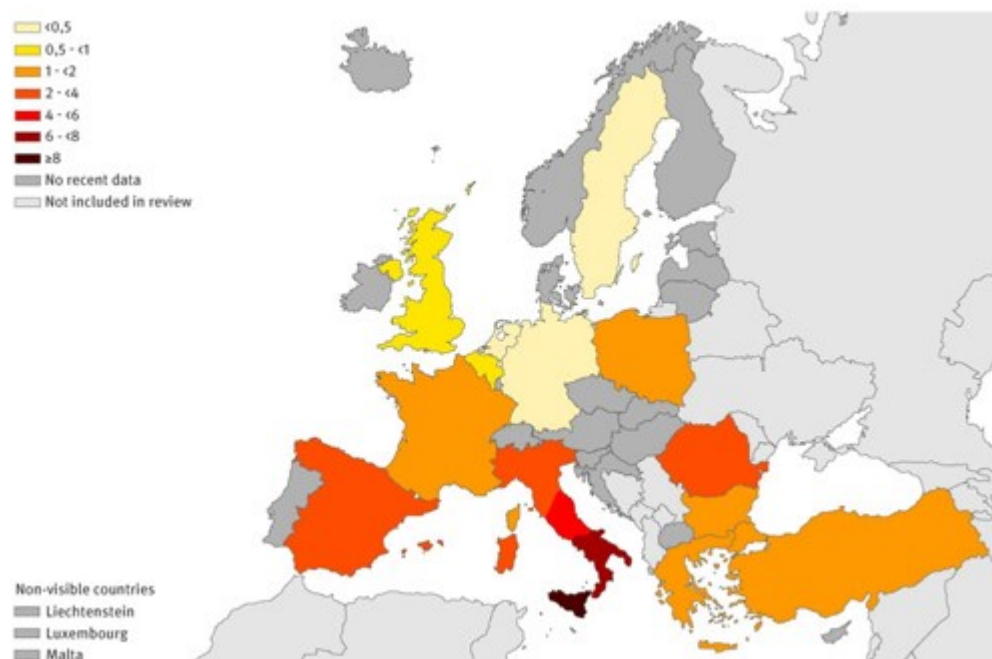 <0,5
0,5 - <1
1 - <2
2 - <4
4 - <6
6 - <8
≥8
No recent data
Not included in review
Non-visible countries
Liechtenstein
Luxembourg
Malta